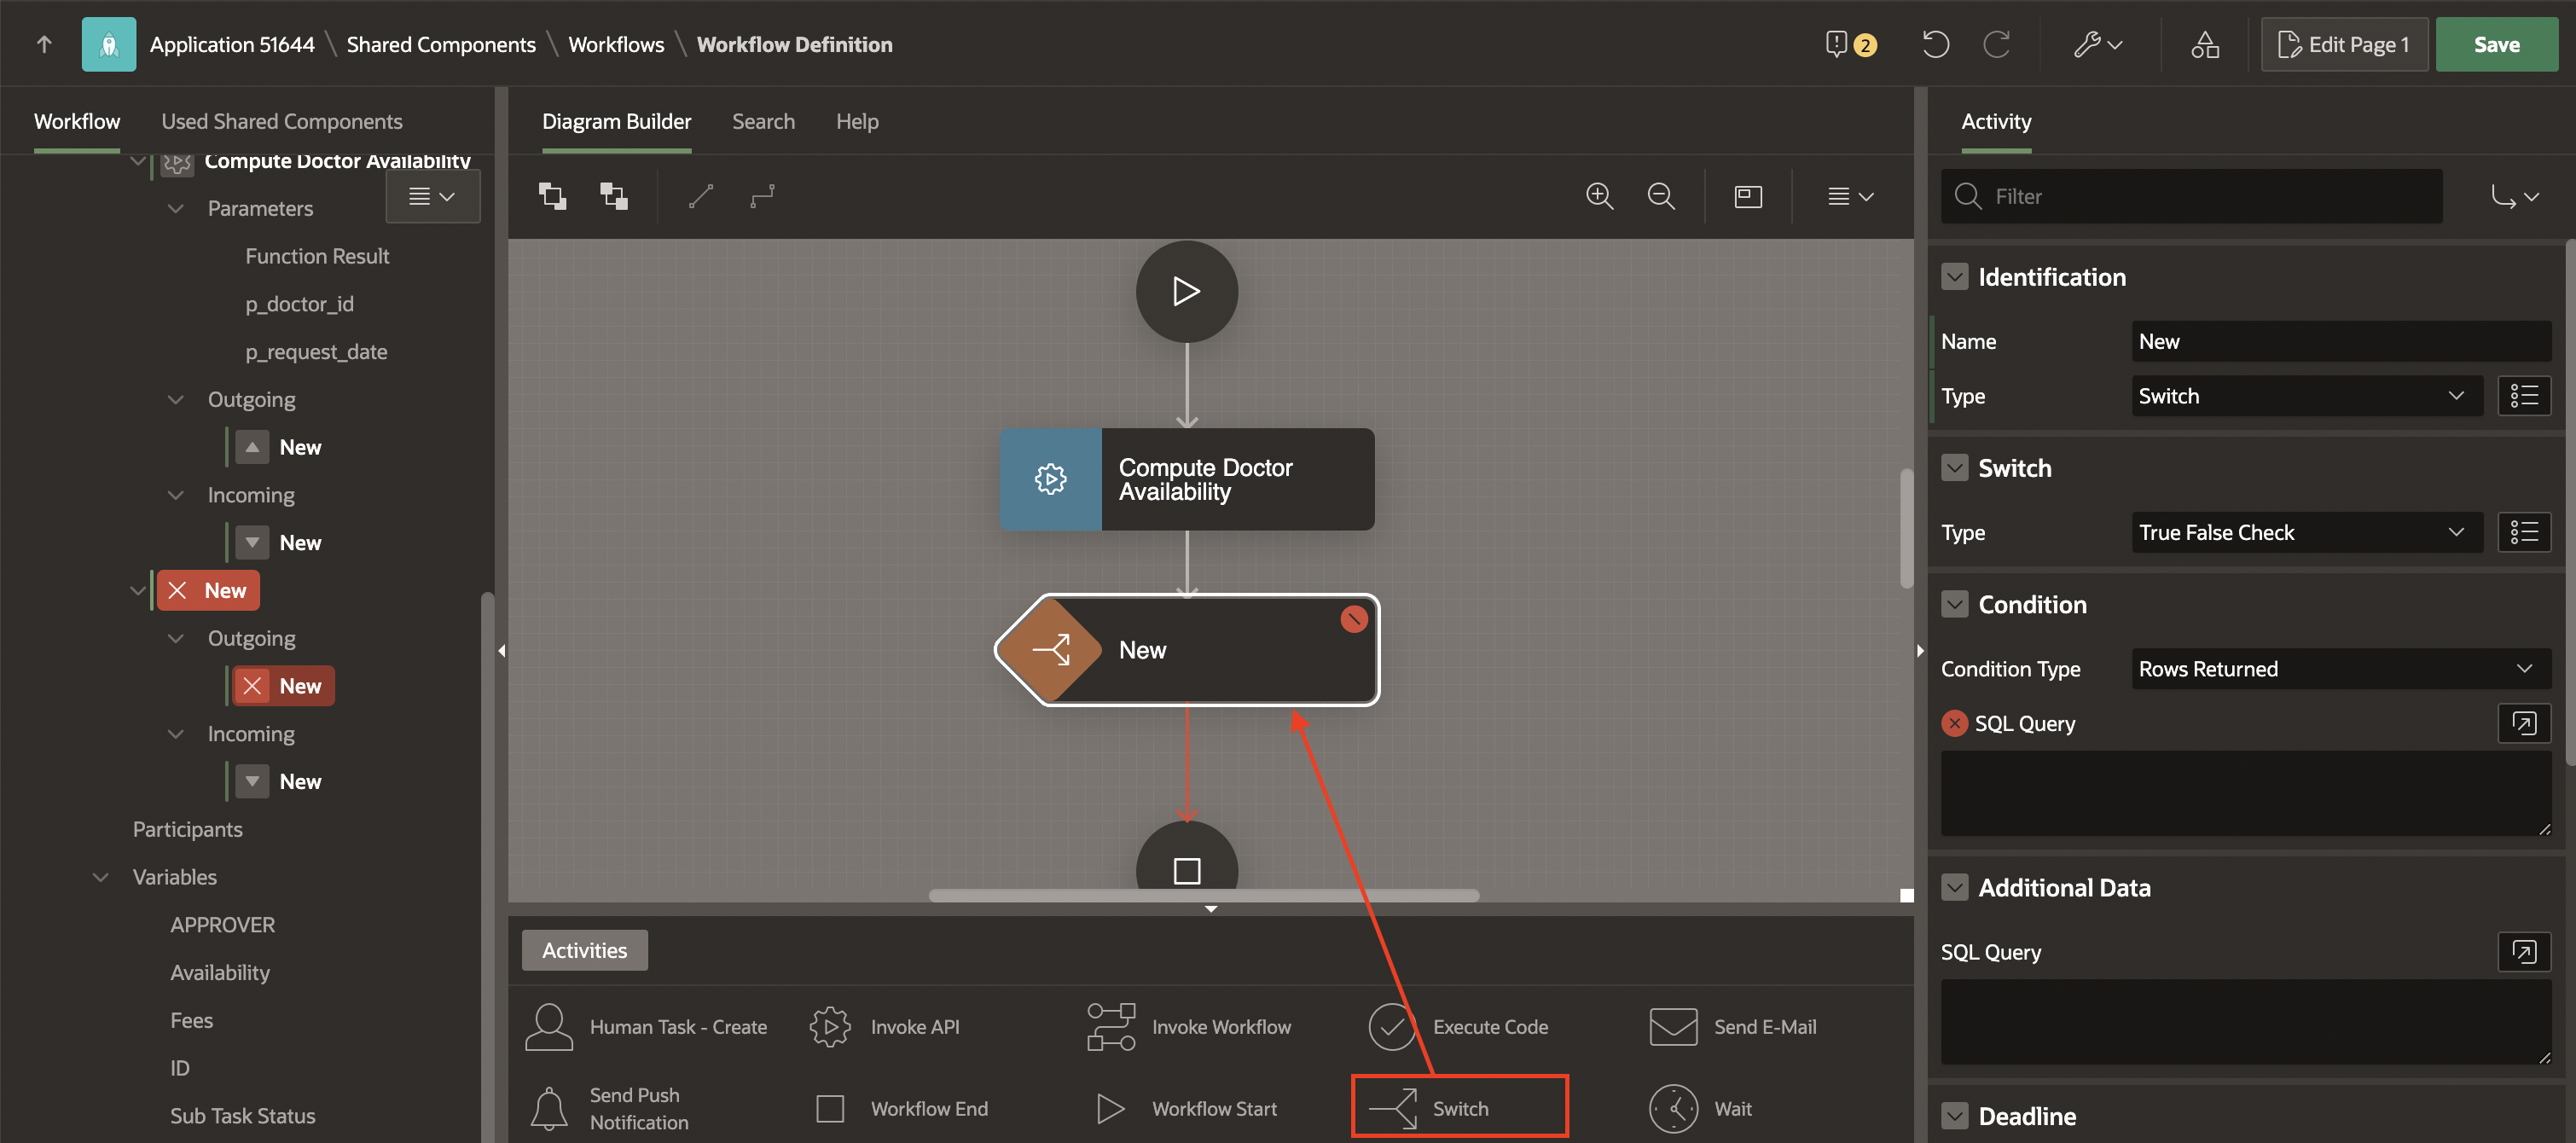 Application 51644 \ Shared Components \ Workflows \ Workflow Definition
2
Edit Page 1
Save
Workflow
Used Shared Components
Compute Doctor Availability
Parameters
Function Result
p_doctor_id
p_request_date
Outgoing
New
Incoming
New
New
Outgoing
New
Incoming
New
Participants
Variables
APPROVER
Availability
Fees
ID
Sub Task Status
Diagram Builder
Search
Help
Compute Doctor
Availability
New
Activities
Human Task - Create
Invoke API
Invoke Workflow
Execute Code
Send E-Mail
Send Push
Notification
Workflow End
Workflow Start
Switch
Wait
Activity
Filter
Identification
Name
New
Type
Switch
Switch
Type
True False Check
Condition
Condition Type
Rows Returned
SQL Query
Additional Data
SQL Query
Deadline